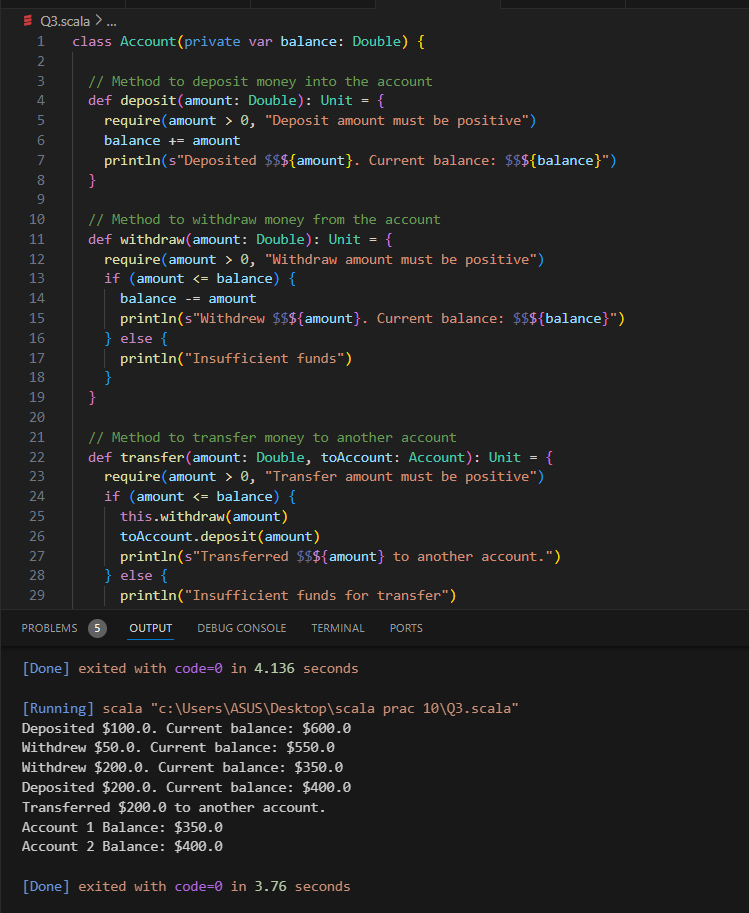 Q3.scala > ...
1 class Account(private var balance: Double) {
2
3   // Method to deposit money into the account
4   def deposit(amount: Double): Unit = {
5     require(amount > 0, "Deposit amount must be positive")
6     balance += amount
7     println(s"Deposited $$${amount}. Current balance: $$${balance}")
8   }
9
10   // Method to withdraw money from the account
11   def withdraw(amount: Double): Unit = {
12     require(amount > 0, "Withdraw amount must be positive")
13     if (amount <= balance) {
14       balance -= amount
15       println(s"Withdrew $$${amount}. Current balance: $$${balance}")
16     } else {
17       println("Insufficient funds")
18     }
19   }
20
21   // Method to transfer money to another account
22   def transfer(amount: Double, toAccount: Account): Unit = {
23     require(amount > 0, "Transfer amount must be positive")
24     if (amount <= balance) {
25       this.withdraw(amount)
26       toAccount.deposit(amount)
27       println(s"Transferred $$${amount} to another account.")
28     } else {
29       println("Insufficient funds for transfer")
PROBLEMS 5 OUTPUT DEBUG CONSOLE TERMINAL PORTS
[Done] exited with code=0 in 4.136 seconds
[Running] scala "c:\Users\ASUS\Desktop\scala prac 10\Q3.scala"
Deposited $100.0. Current balance: $600.0
Withdrew $50.0. Current balance: $550.0
Withdrew $200.0. Current balance: $350.0
Deposited $200.0. Current balance: $400.0
Transferred $200.0 to another account.
Account 1 Balance: $350.0
Account 2 Balance: $400.0
[Done] exited with code=0 in 3.76 seconds